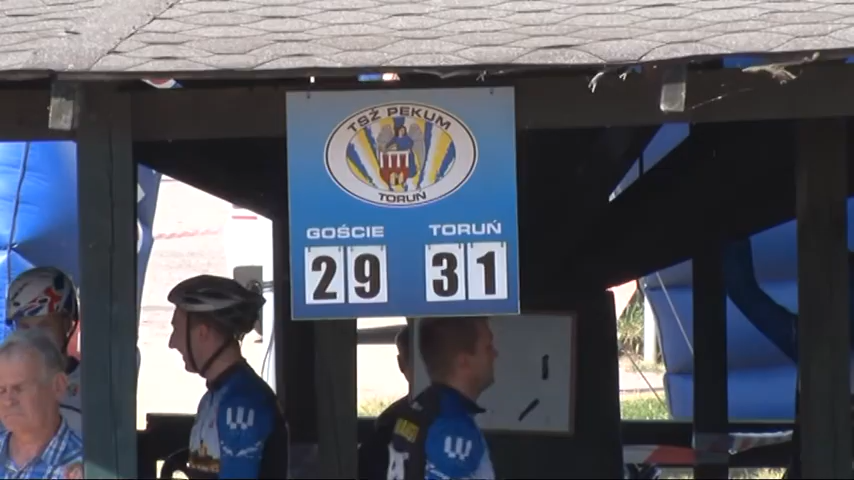 TSŻ PEKUM
TORUŃ
GOŚCIE TORUŃ
29 31
W
W